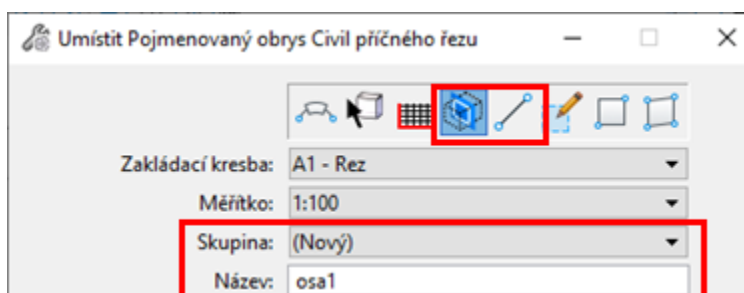 Umístit Pojmenovaný obrys Civil příčného řezu
Zakládací kresba: A1 - Rez
Měřítko: 1:100
Skupina: (Nový)
Název: osa1